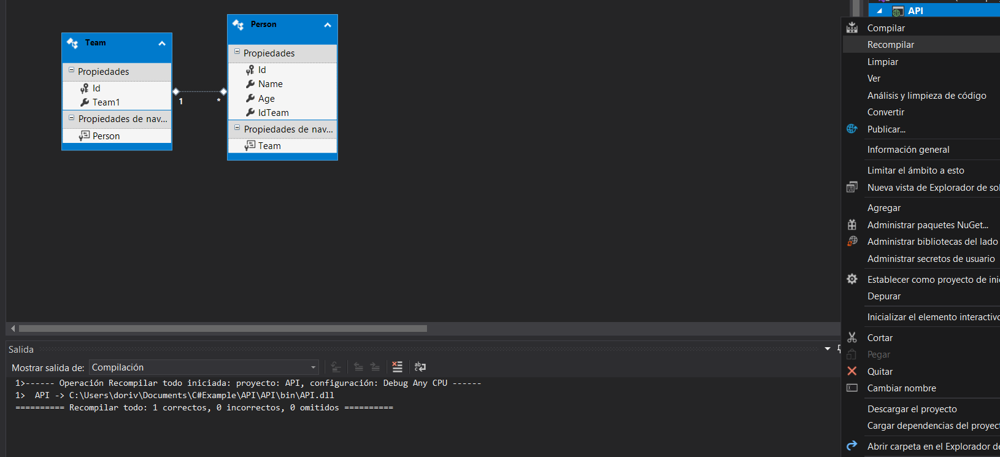 Team
Propiedades
Id
Team1
Propiedades de nav...
Person
1
*
Person
Propiedades
Id
Name
Age
IdTeam
Propiedades de nav...
Team
API
Compilar
Recompilar
Limpiar
Ver
Análisis y limpieza de código
Convertir
Publicar...
Información general
Limitar el ámbito a esto
Nueva vista de Explorador de sol
Agregar
Administrar paquetes NuGet...
Administrar bibliotecas del lado
Administrar secretos de usuario
Establecer como proyecto de ini
Depurar
Inicializar el elemento interactivo
Cortar
Pegar
Quitar
Cambiar nombre
Descargar el proyecto
Cargar dependencias del proyect
Abrir carpeta en el Explorador de
Salida
Mostrar salida de: Compilación
1>------ Operación Recompilar todo iniciada: proyecto: API, configuración: Debug Any CPU ------
1>  API -> C:\Users\doriv\Documents\C#Example\API\API\bin\API.dll
========== Recompilar todo: 1 correctos, 0 incorrectos, 0 omitidos ==========